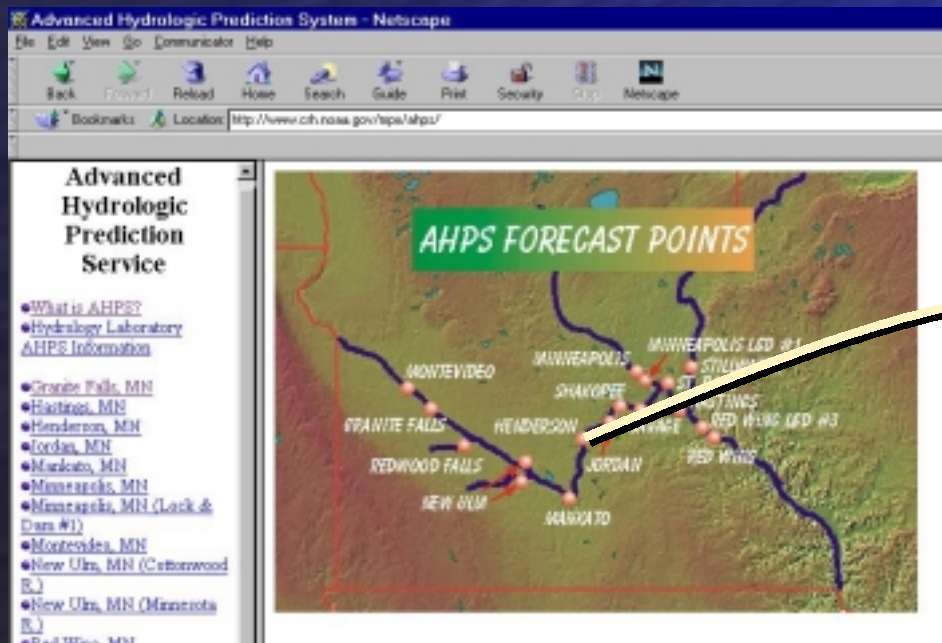 Advanced Hydrologic Prediction System - Netscape
File Edit View Go Communicator Help
Back Forward Reload Home Search Guide Print Security Stop Netscape
Bookmarks Location: http://www.crh.noaa.gov/mpx/ahps/
Advanced
Hydrologic
Prediction
Service
What is AHPS?
Hydrology Laboratory
AHPS Information
Granite Falls, MN
Hastings, MN
Henderson, MN
Jordan, MN
Mankato, MN
Minneapolis, MN
Minneapolis, MN (Lock &
Dam #1)
Montevideo, MN
New Ulm, MN (Cottonwood
R.)
New Ulm, MN (Minnesota
R.)
Red Wing, MN
AHPS FORECAST POINTS
MINNEAPOLIS L&D #1
MINNEAPOLIS
MONTEVIDEO
SHAKOPEE
GRANITE FALLS
HENDERSON
RED WING L&D #3
REDWOOD FALLS
JORDAN
RED WING
NEW ULM
MANKATO